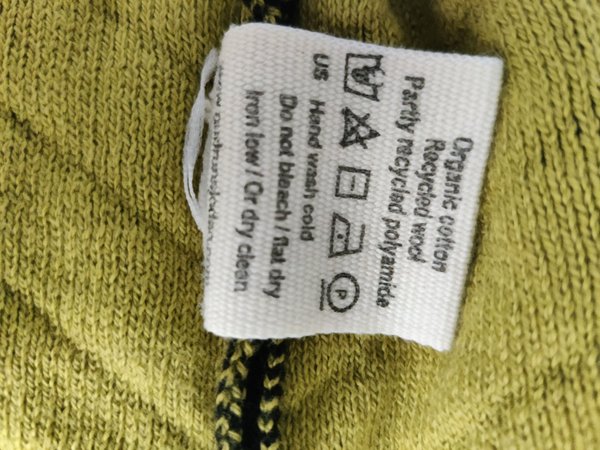 Organic cotton
Recycled wool
Partly recycled polyamide
P
US Hand wash cold
Do not bleach / flat dry
Iron low / Or dry clean